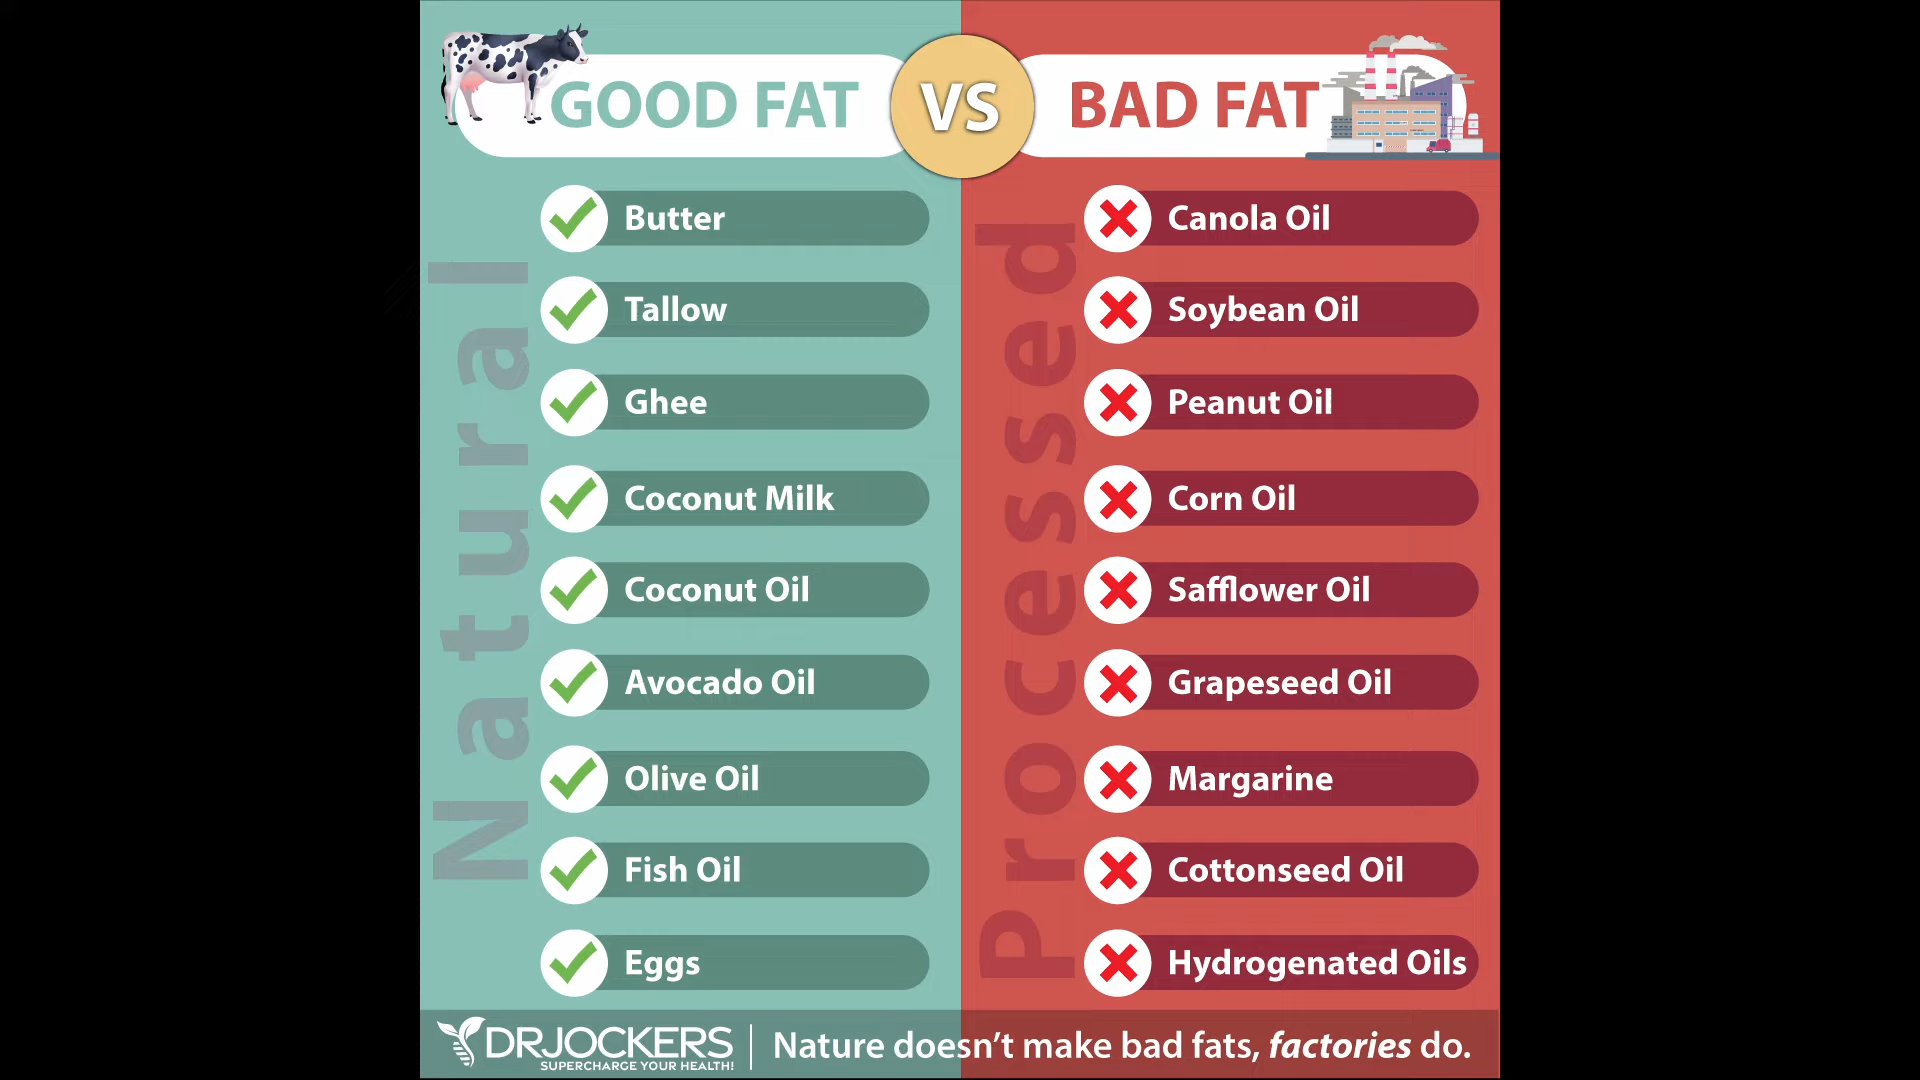 GOOD FAT
VS
BAD FAT
Natural
Butter
Tallow
Ghee
Coconut Milk
Coconut Oil
Avocado Oil
Olive Oil
Fish Oil
Eggs
Processed
Canola Oil
Soybean Oil
Peanut Oil
Corn Oil
Safflower Oil
Grapeseed Oil
Margarine
Cottonseed Oil
Hydrogenated Oils
DRJOCKERS
SUPERCHARGE YOUR HEALTH!
Nature doesn't make bad fats, factories do.